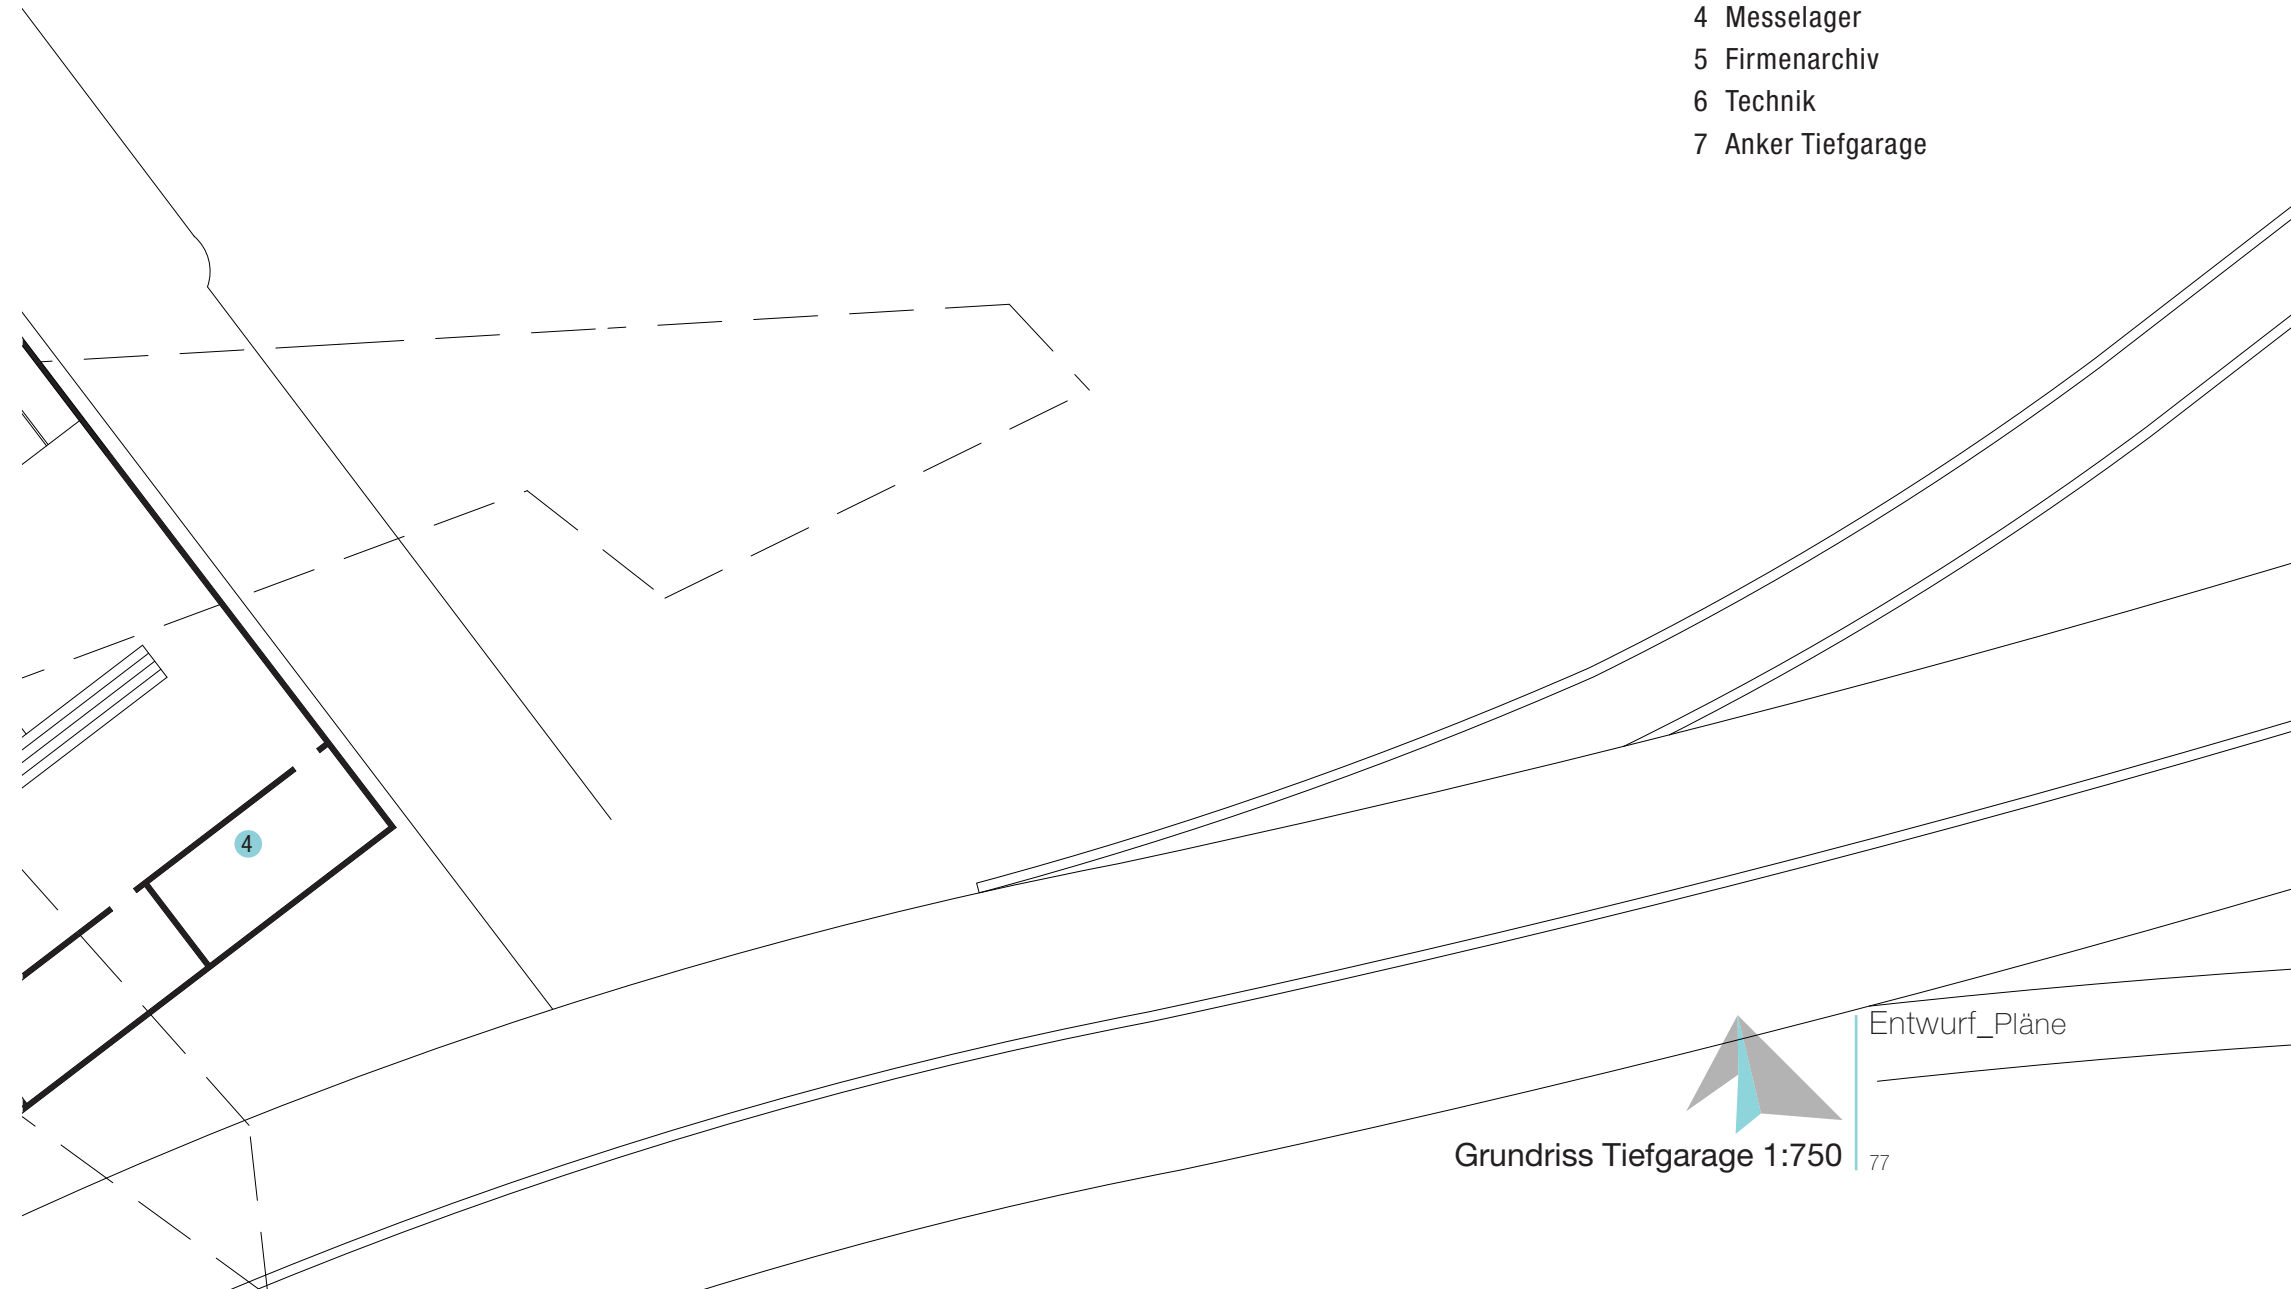 4 Messelager
5 Firmenarchiv
6 Technik
7 Anker Tiefgarage
4
Entwurf_Pläne
Grundriss Tiefgarage 1:750
77